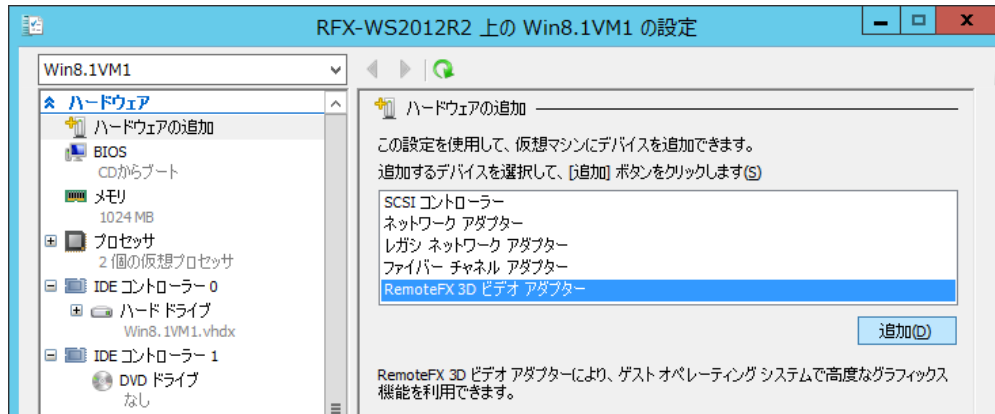 RFX-WS2012R2 上の Win8.1VM1 の設定
Win8.1VM1
ハードウェア
ハードウェアの追加
BIOS
CDからブート
メモリ
1024 MB
プロセッサ
2 個の仮想プロセッサ
IDE コントローラー 0
ハード ドライブ
Win8.1VM1.vhdx
IDE コントローラー 1
DVD ドライブ
なし
ハードウェアの追加
この設定を使用して、仮想マシンにデバイスを追加できます。
追加するデバイスを選択して、[追加] ボタンをクリックします(S)
SCSI コントローラー
ネットワーク アダプター
レガシ ネットワーク アダプター
ファイバー チャネル アダプター
RemoteFX 3D ビデオ アダプター
追加(D)
RemoteFX 3D ビデオ アダプターにより、ゲスト オペレーティング システムで高度なグラフィックス
機能を利用できます。